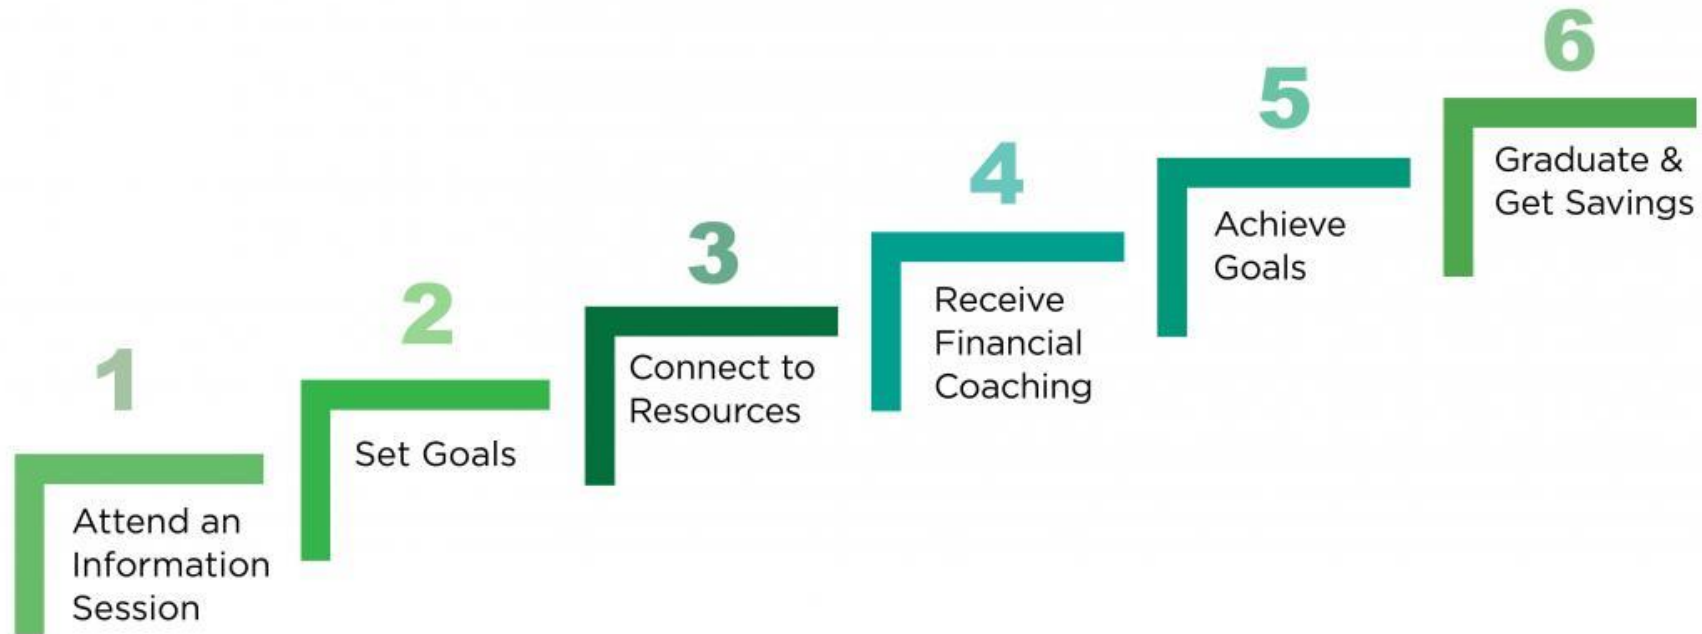 1
Attend an
Information
Session
2
Set Goals
3
Connect to
Resources
4
Receive
Financial
Coaching
5
Achieve
Goals
6
Graduate &
Get Savings